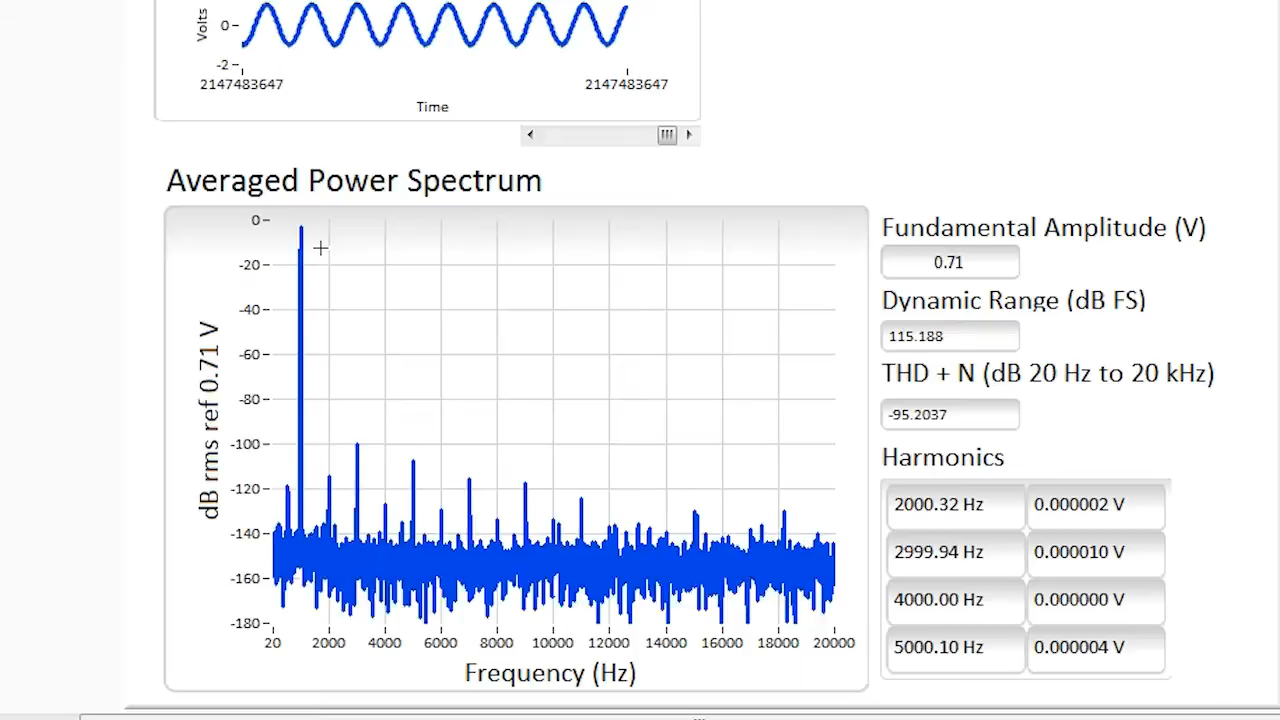 Volts
0
-2
2147483647 2147483647
Time
Averaged Power Spectrum
dB rms ref 0.71 V
0
-20
-40
-60
-80
-100
-120
-140
-160
-180
20 2000 4000 6000 8000 10000 12000 14000 16000 18000 20000
Frequency (Hz)
Fundamental Amplitude (V)
0.71
Dynamic Range (dB FS)
115.188
THD + N (dB 20 Hz to 20 kHz)
-95.2037
Harmonics
2000.32 Hz 0.000002 V
2999.94 Hz 0.000010 V
4000.00 Hz 0.000000 V
5000.10 Hz 0.000004 V